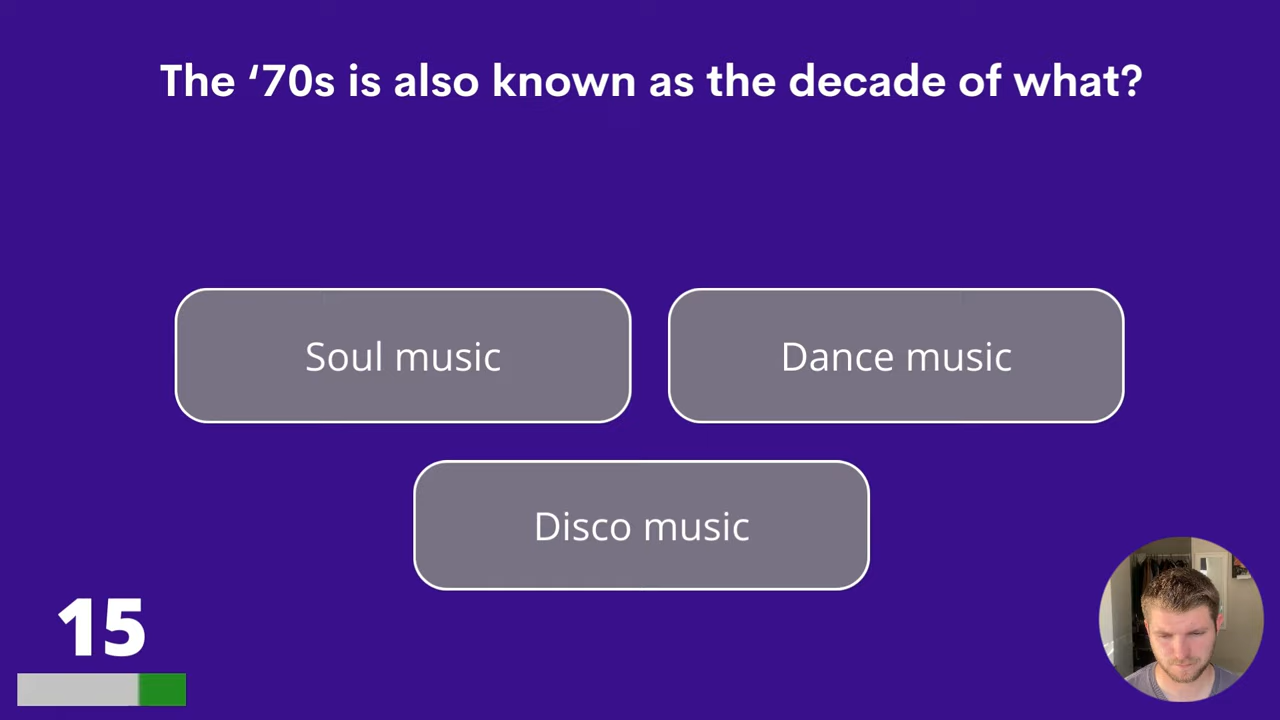 The ‘70s is also known as the decade of what?
Soul music
Dance music
Disco music
15